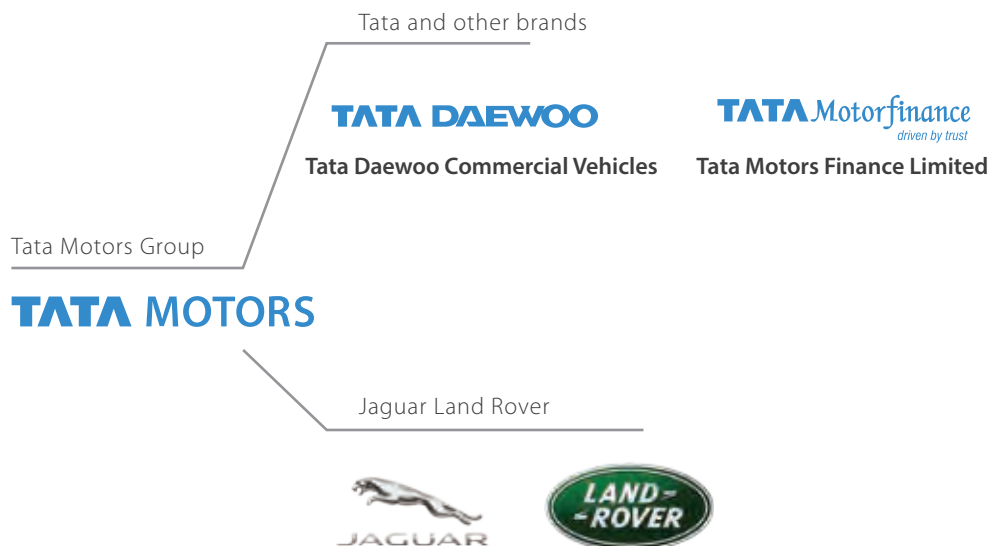 Tata and other brands
TATA DAEWOO
TATA Motorfinance
driven by trust
Tata Daewoo Commercial Vehicles
Tata Motors Finance Limited
Tata Motors Group
TATA MOTORS
Jaguar Land Rover
JAGUAR
LAND-
-ROVER